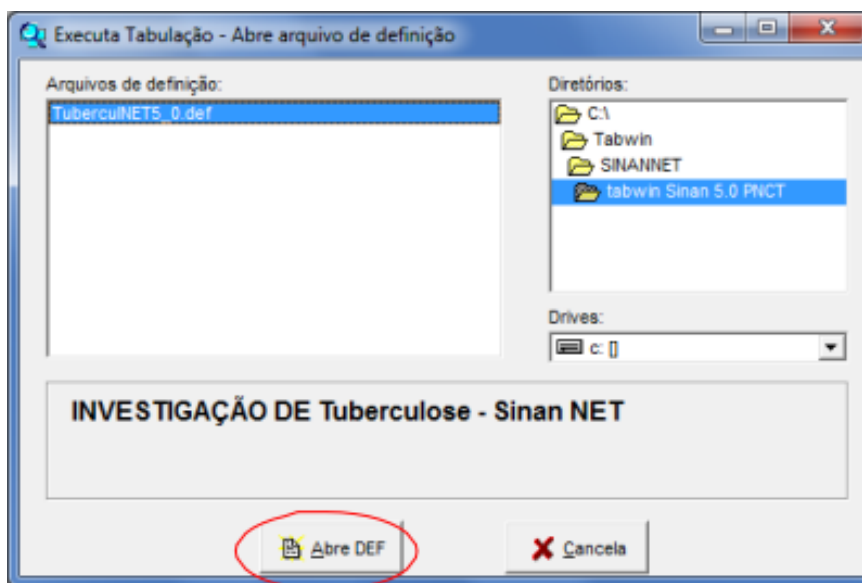 Executa Tabulação - Abre arquivo de definição
Arquivos de definição:
TuberculNET5_0.def
Diretórios:
C:\
Tabwin
SINANNET
tabwin Sinan 5.0 PNCT
Drives:
c: []
INVESTIGAÇÃO DE Tuberculose - Sinan NET
Abre DEF
Cancela